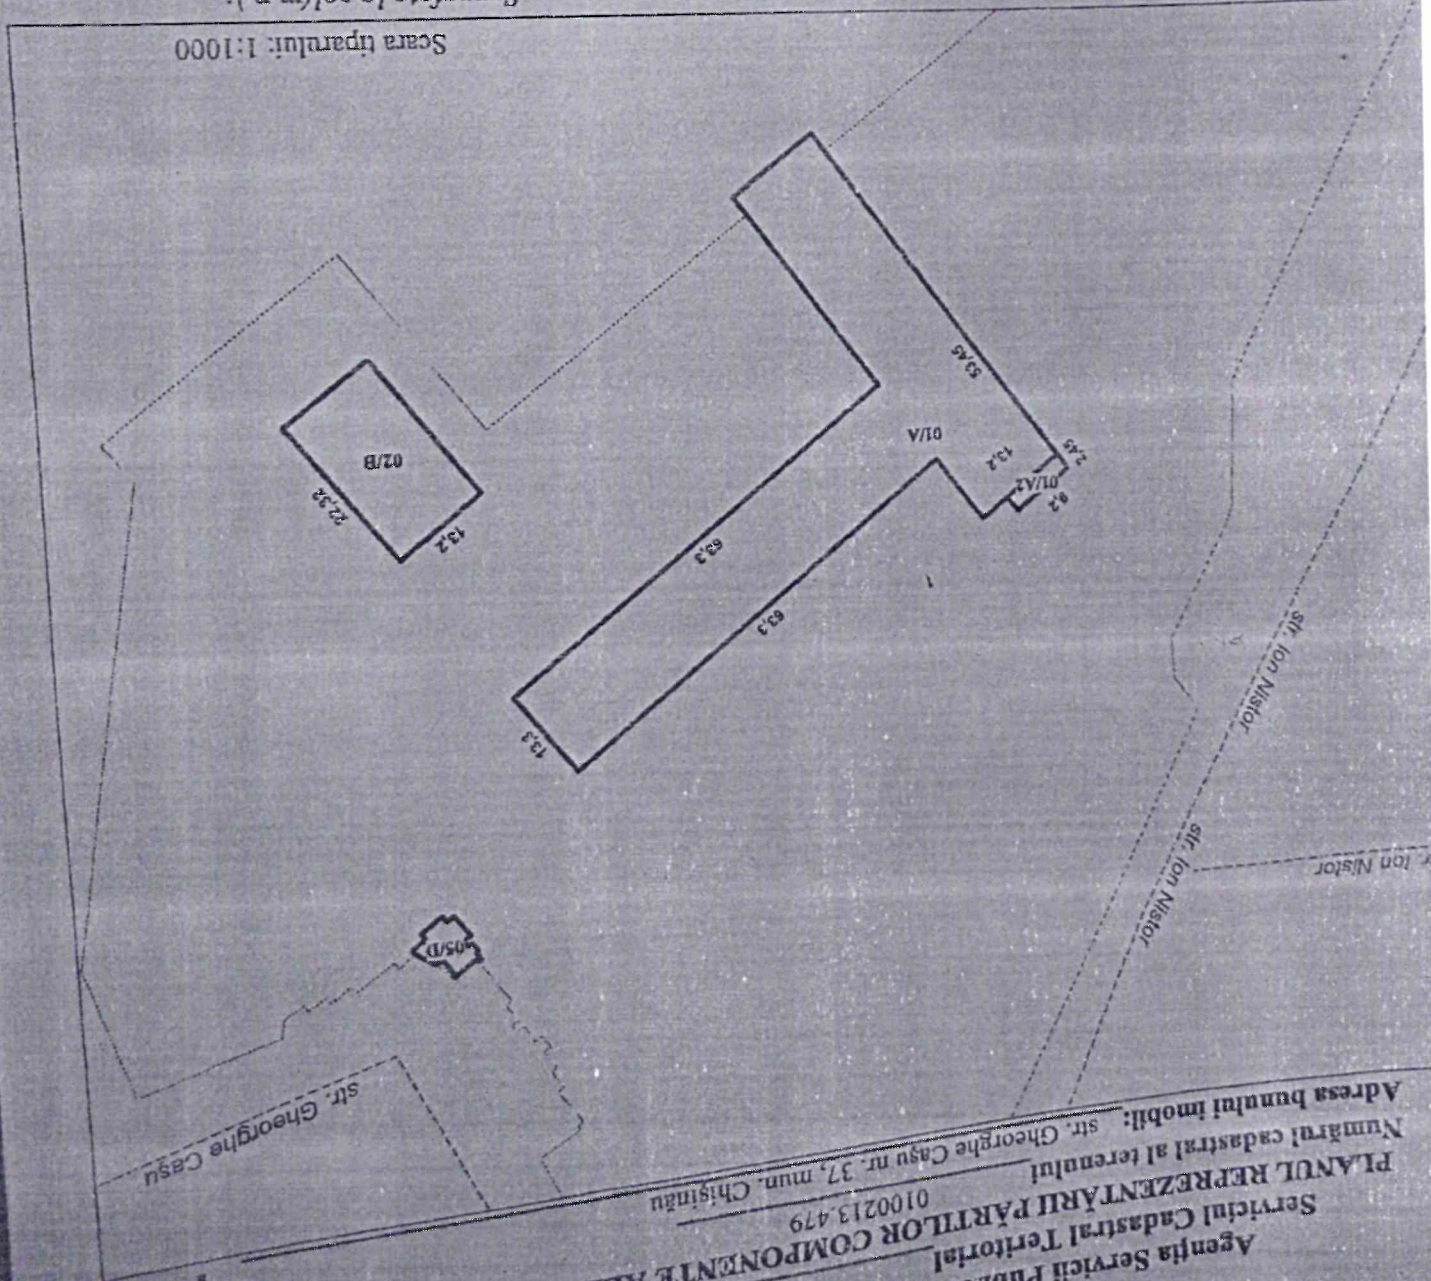 Agenția Servicii
Serviciul Cadastral Teritorial
PLANUL REPREZENTĂRII PĂRȚILOR COMPONENTE
Numărul cadastral al terenului 0100213.479
Adresa bunului imobil: str. Gheorghe Cașu nr. 37, mun. Chișinău
str. Gheorghe Cașu
05/D
str. Ion Nistor
Ion Nistor
str. Ion Nistor
13,3
63,3
63,3
1
13,2
22,32
02/B
9,2
01/A2
2,45
13,2
01/A
53,45
Scara tiparului: 1:1000